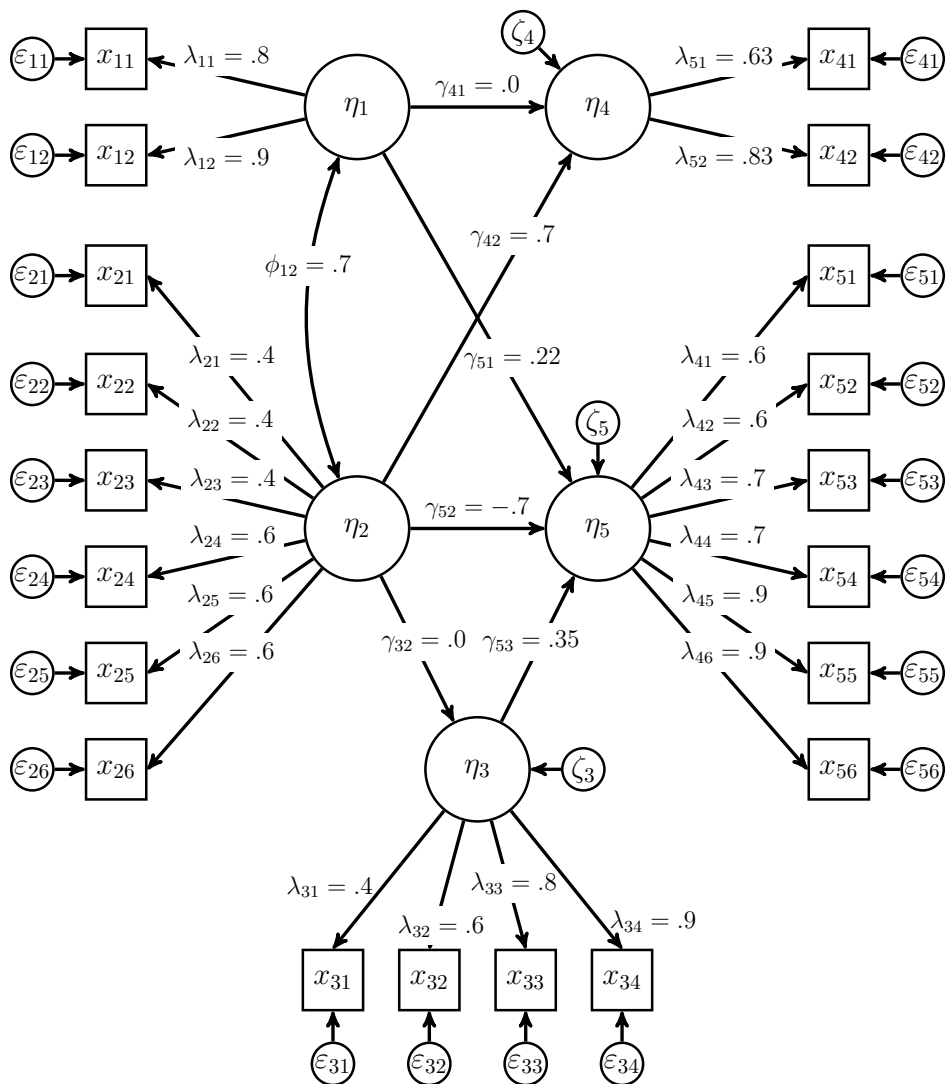 ζ₄
ε₁₁ x₁₁ λ₁₁ = .8 η₁ γ₄₁ = .0 η₄ λ₅₁ = .63 x₄₁ ε₄₁
ε₁₂ x₁₂ λ₁₂ = .9 λ₅₂ = .83 x₄₂ ε₄₂
γ₄₂ = .7
ε₂₁ x₂₁ ϕ₁₂ = .7 x₅₁ ε₅₁
λ₂₁ = .4 γ₅₁ = .22 λ₄₁ = .6
ε₂₂ x₂₂ x₅₂ ε₅₂
λ₂₂ = .4 ζ₅ λ₄₂ = .6
ε₂₃ x₂₃ λ₂₃ = .4 λ₄₃ = .7 x₅₃ ε₅₃
η₂ γ₅₂ = −.7 η₅
λ₂₄ = .6 λ₄₄ = .7
ε₂₄ x₂₄ x₅₄ ε₅₄
λ₂₅ = .6 λ₄₅ = .9
γ₃₂ = .0 γ₅₃ = .35
λ₂₆ = .6 λ₄₆ = .9
ε₂₅ x₂₅ x₅₅ ε₅₅
ε₂₆ x₂₆ η₃ ζ₃ x₅₆ ε₅₆
λ₃₁ = .4 λ₃₃ = .8
λ₃₂ = .6 λ₃₄ = .9
x₃₁ x₃₂ x₃₃ x₃₄
ε₃₁ ε₃₂ ε₃₃ ε₃₄